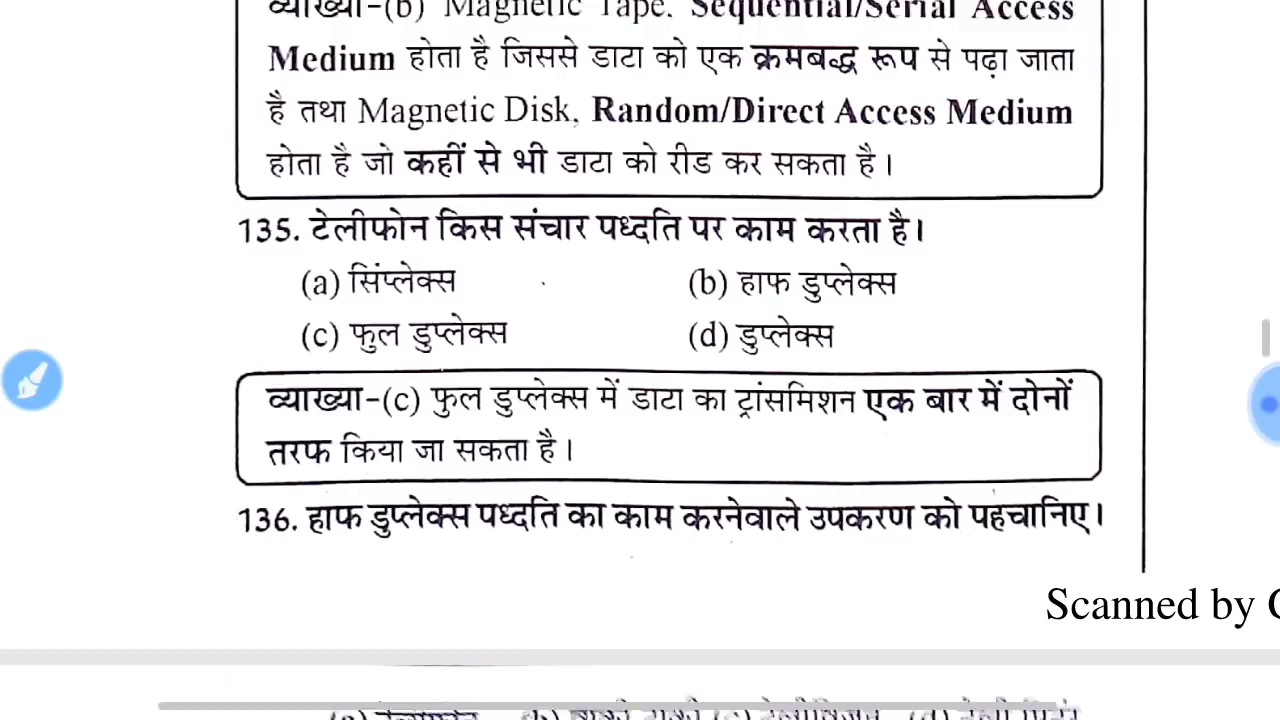 व्याख्या-(b) Magnetic Tape, Sequential/Serial Access
Medium होता है जिससे डाटा को एक क्रमबद्ध रूप से पढ़ा जाता
है तथा Magnetic Disk, Random/Direct Access Medium
होता है जो कहीं से भी डाटा को रीड कर सकता है।
135. टेलीफोन किस संचार पध्दति पर काम करता है।
(a) सिंप्लेक्स (b) हाफ डुप्लेक्स
(c) फुल डुप्लेक्स (d) डुप्लेक्स
व्याख्या-(c) फुल डुप्लेक्स में डाटा का ट्रांसमिशन एक बार में दोनों
तरफ किया जा सकता है।
136. हाफ डुप्लेक्स पध्दति का काम करनेवाले उपकरण को पहचानिए।
Scanned by